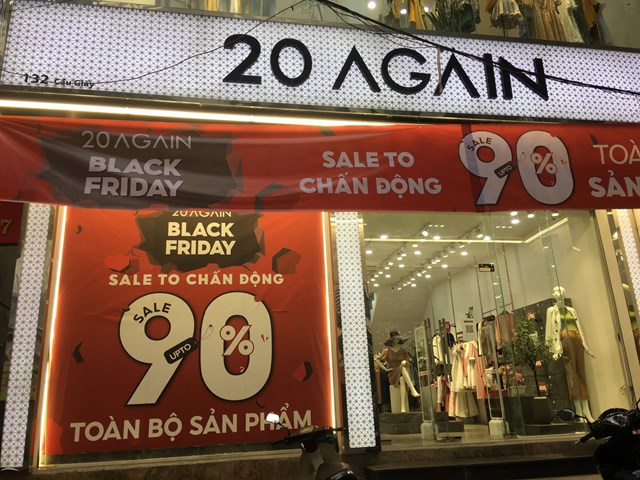 20 AGAIN
132 Cầu Giấy
20 AGAIN
BLACK
FRIDAY
SALE TO
CHẤN ĐỘNG
SALE
UPTO
90%
TOÀ
SẢN
20 AGAIN
BLACK
FRIDAY
SALE TO CHẤN ĐỘNG
SALE
UPTO
90%
TOÀN BỘ SẢN PHẨM